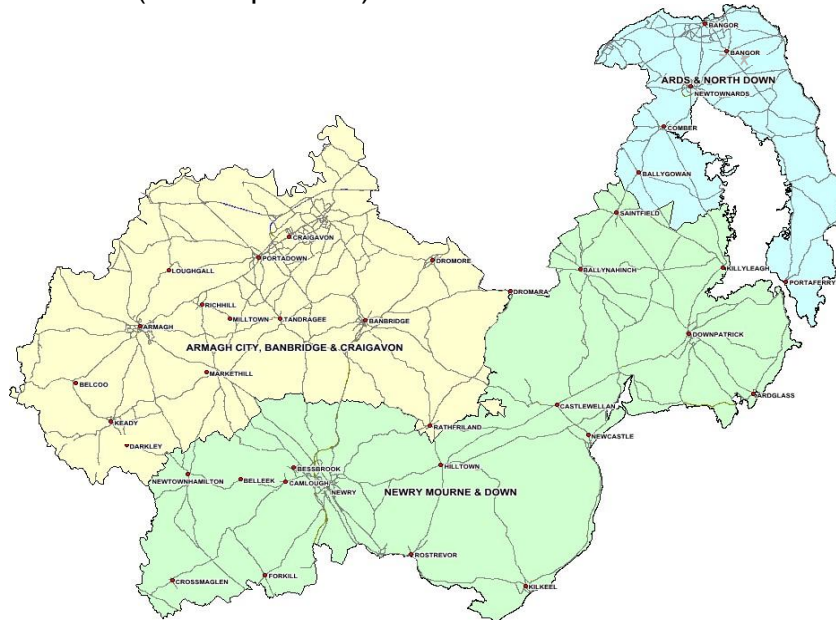 BANGOR
BANGOR
ARDS & NORTH DOWN
NEWTOWNARDS
COMBER
BALLYGOWAN
SAINTFIELD
CRAIGAVON
PORTADOWN
DROMORE
LOUGHGALL
BALLYNAHINCH
KILLYLEAGH
PORTAFERRY
DROMARA
RICHHILL
MILLTOWN
TANDRAGEE
BANBRIDGE
ARMAGH
DOWNPATRICK
ARMAGH CITY, BANBRIDGE & CRAIGAVON
MARKETHILL
BELCOO
ARDGLASS
CASTLEWELLAN
KEADY
RATHFRILAND
NEWCASTLE
DARKLEY
BESSBROOK
HILLTOWN
NEWTOWNHAMILTON
BELLEEK
CAMLOUGH
NEWRY
NEWRY MOURNE & DOWN
ROSTREVOR
CROSSMAGLEN
FORKILL
KILKEEL